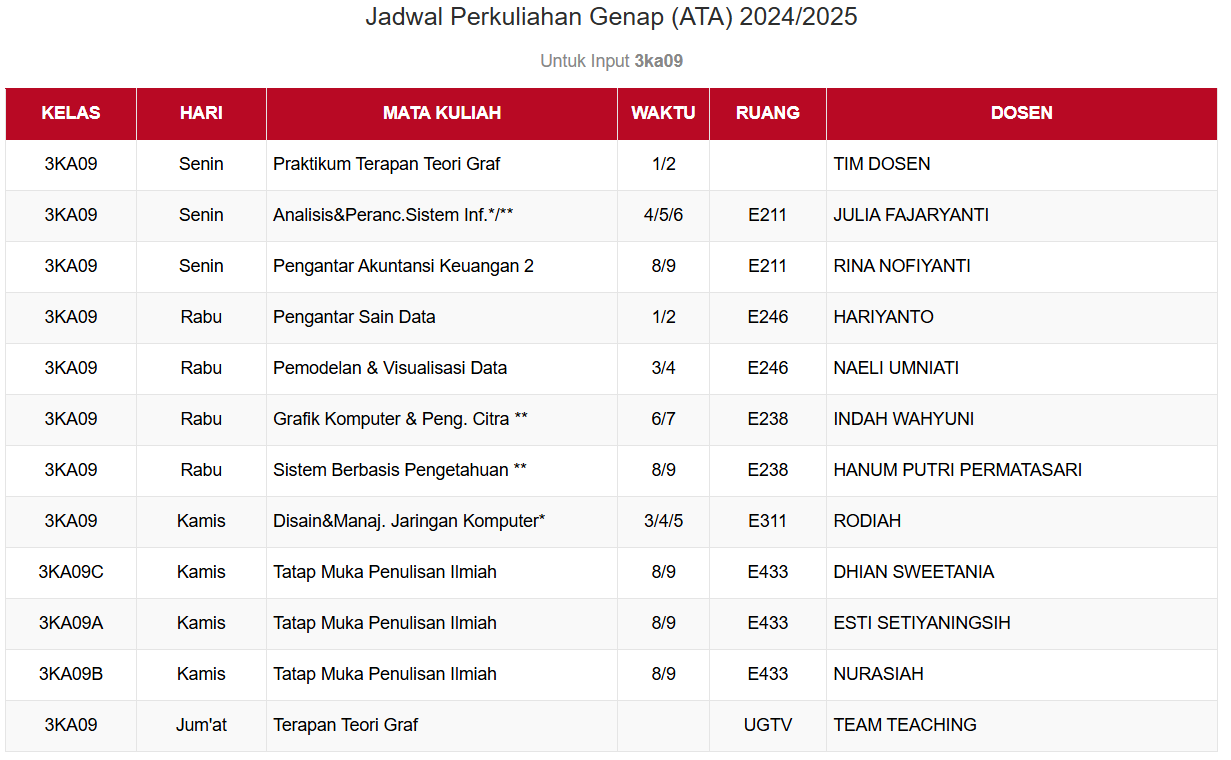 Jadwal Perkuliahan Genap (ATA) 2024/2025
Untuk Input 3ka09
KELAS HARI MATA KULIAH WAKTU RUANG DOSEN
3KA09 Senin Praktikum Terapan Teori Graf 1/2 TIM DOSEN
3KA09 Senin Analisis&Peranc.Sistem Inf.*/** 4/5/6 E211 JULIA FAJARYANTI
3KA09 Senin Pengantar Akuntansi Keuangan 2 8/9 E211 RINA NOFIYANTI
3KA09 Rabu Pengantar Sain Data 1/2 E246 HARIYANTO
3KA09 Rabu Pemodelan & Visualisasi Data 3/4 E246 NAELI UMNIATI
3KA09 Rabu Grafik Komputer & Peng. Citra ** 6/7 E238 INDAH WAHYUNI
3KA09 Rabu Sistem Berbasis Pengetahuan ** 8/9 E238 HANUM PUTRI PERMATASARI
3KA09 Kamis Disain&Manaj. Jaringan Komputer* 3/4/5 E311 RODIAH
3KA09C Kamis Tatap Muka Penulisan Ilmiah 8/9 E433 DHIAN SWEETANIA
3KA09A Kamis Tatap Muka Penulisan Ilmiah 8/9 E433 ESTI SETIYANINGSIH
3KA09B Kamis Tatap Muka Penulisan Ilmiah 8/9 E433 NURASIAH
3KA09 Jum'at Terapan Teori Graf UGTV TEAM TEACHING